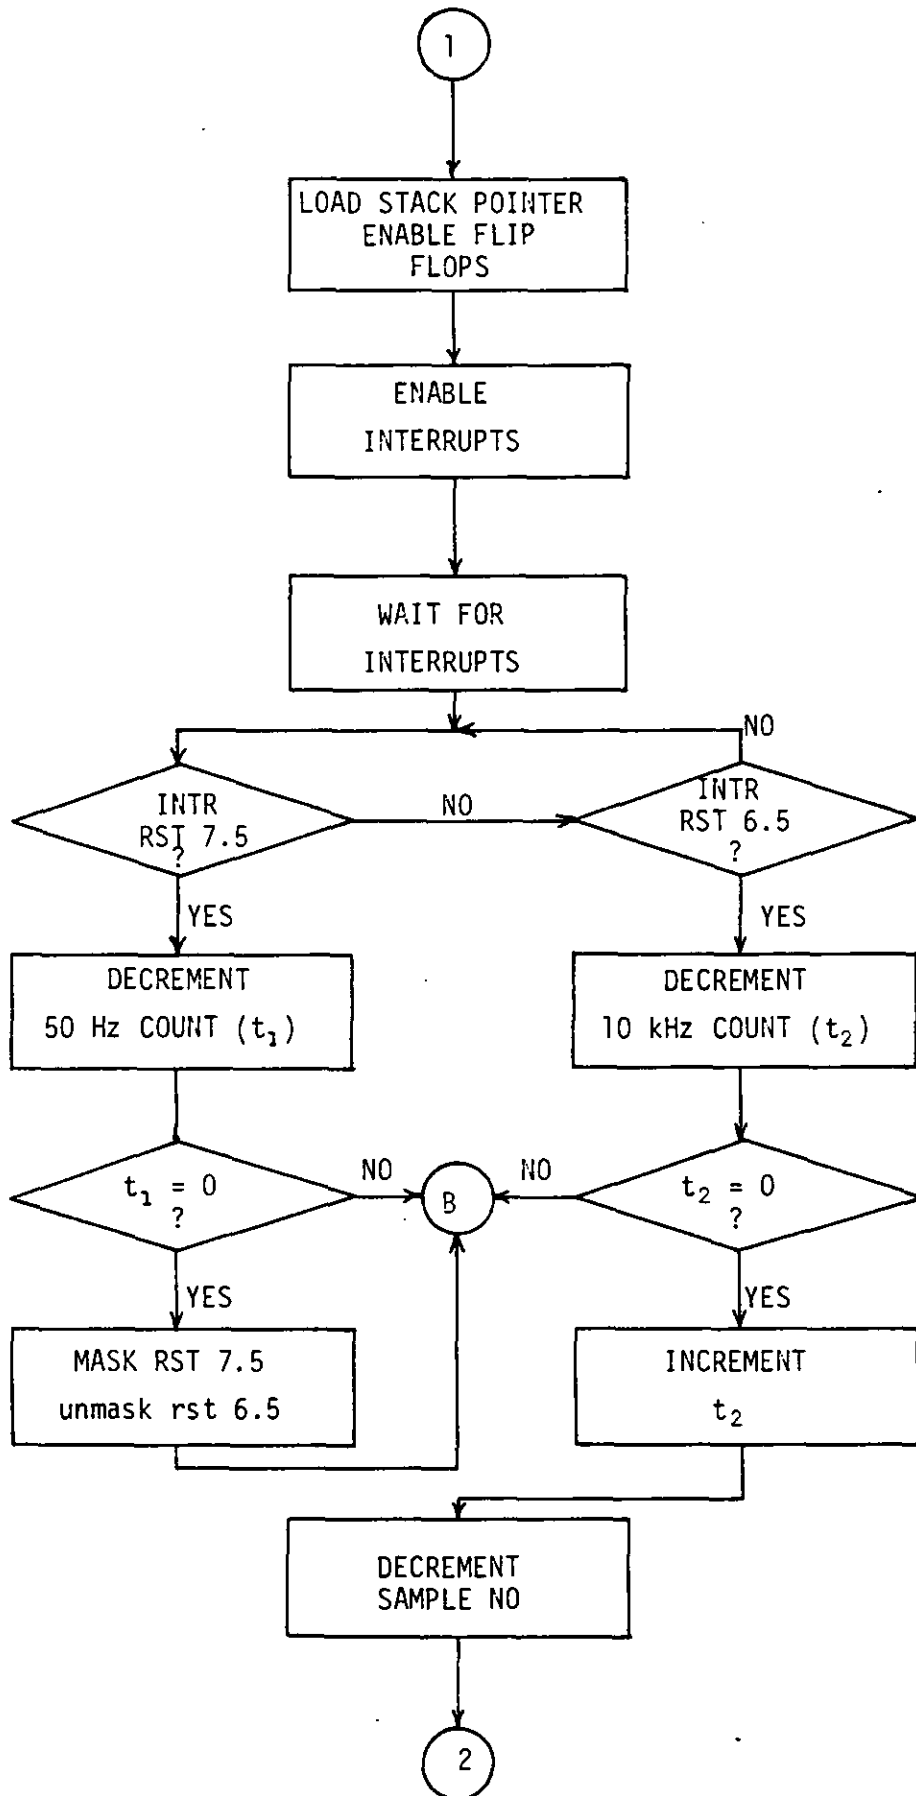 1
LOAD STACK POINTER
ENABLE FLIP
FLOPS
ENABLE
INTERRUPTS
WAIT FOR
INTERRUPTS
NO
INTR
RST 7.5
?
NO
INTR
RST 6.5
?
YES
YES
DECREMENT
50 Hz COUNT (t₁)
DECREMENT
10 kHz COUNT (t₂)
t₁ = 0
?
NO
B
NO
t₂ = 0
?
YES
YES
MASK RST 7.5
unmask rst 6.5
INCREMENT
t₂
DECREMENT
SAMPLE NO
2